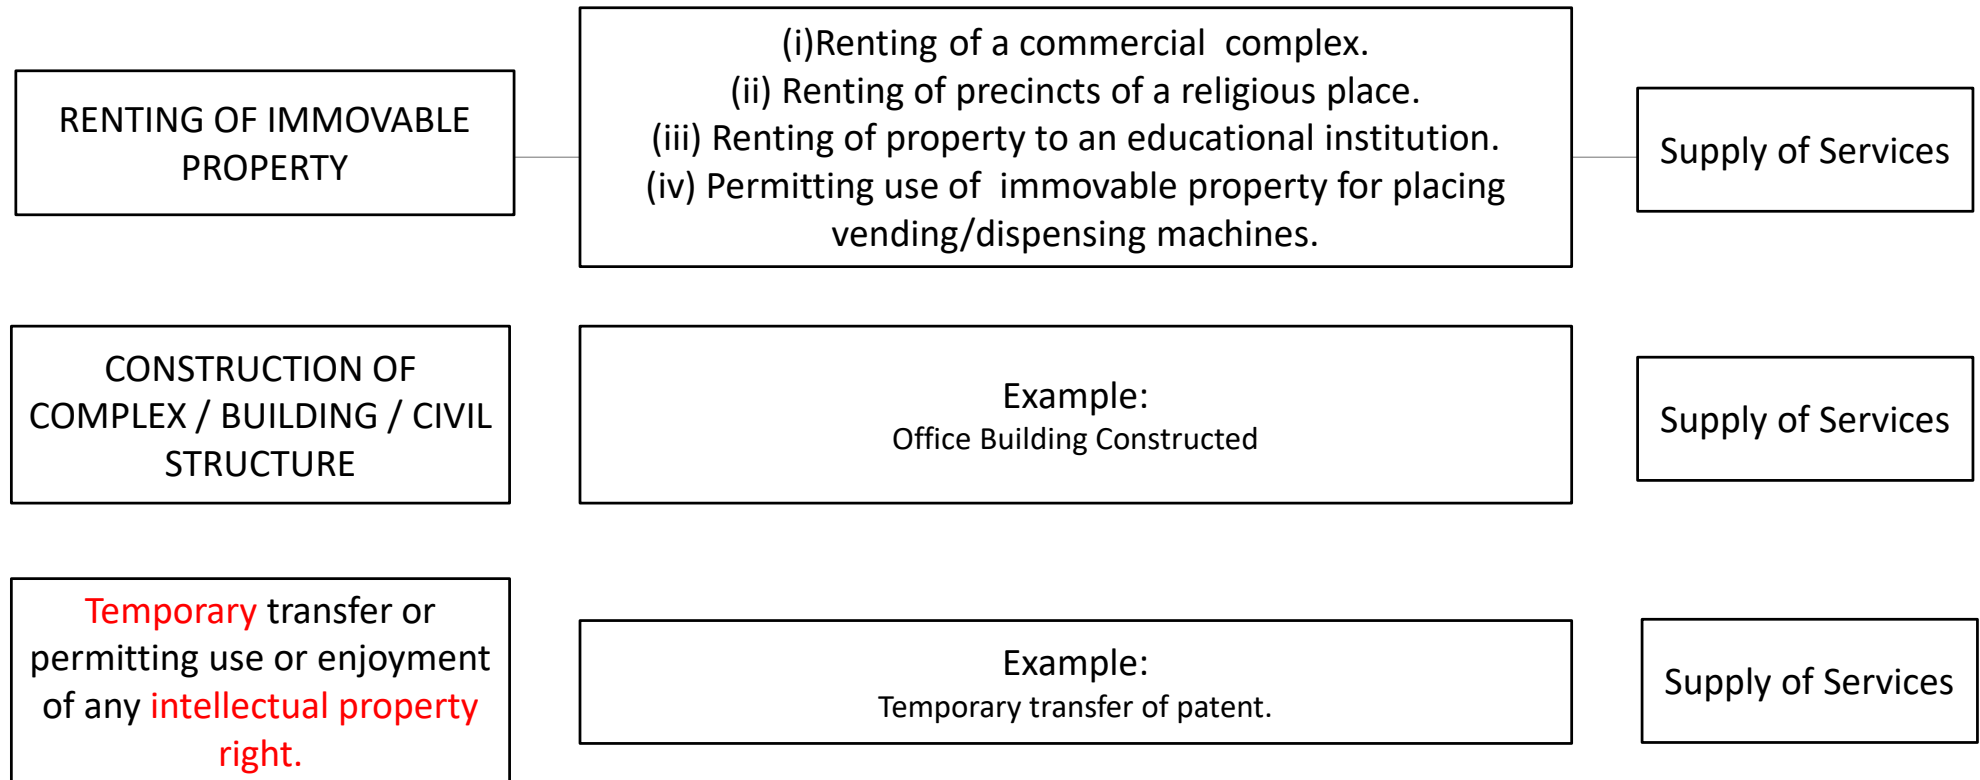 RENTING OF IMMOVABLE
PROPERTY
(i)Renting of a commercial  complex.
(ii) Renting of precincts of a religious place.
(iii) Renting of property to an educational institution.
(iv) Permitting use of  immovable property for placing
vending/dispensing machines.
Supply of Services
CONSTRUCTION OF
COMPLEX / BUILDING / CIVIL
STRUCTURE
Example:
Office Building Constructed
Supply of Services
Temporary transfer or
permitting use or enjoyment
of any intellectual property
right.
Example:
Temporary transfer of patent.
Supply of Services